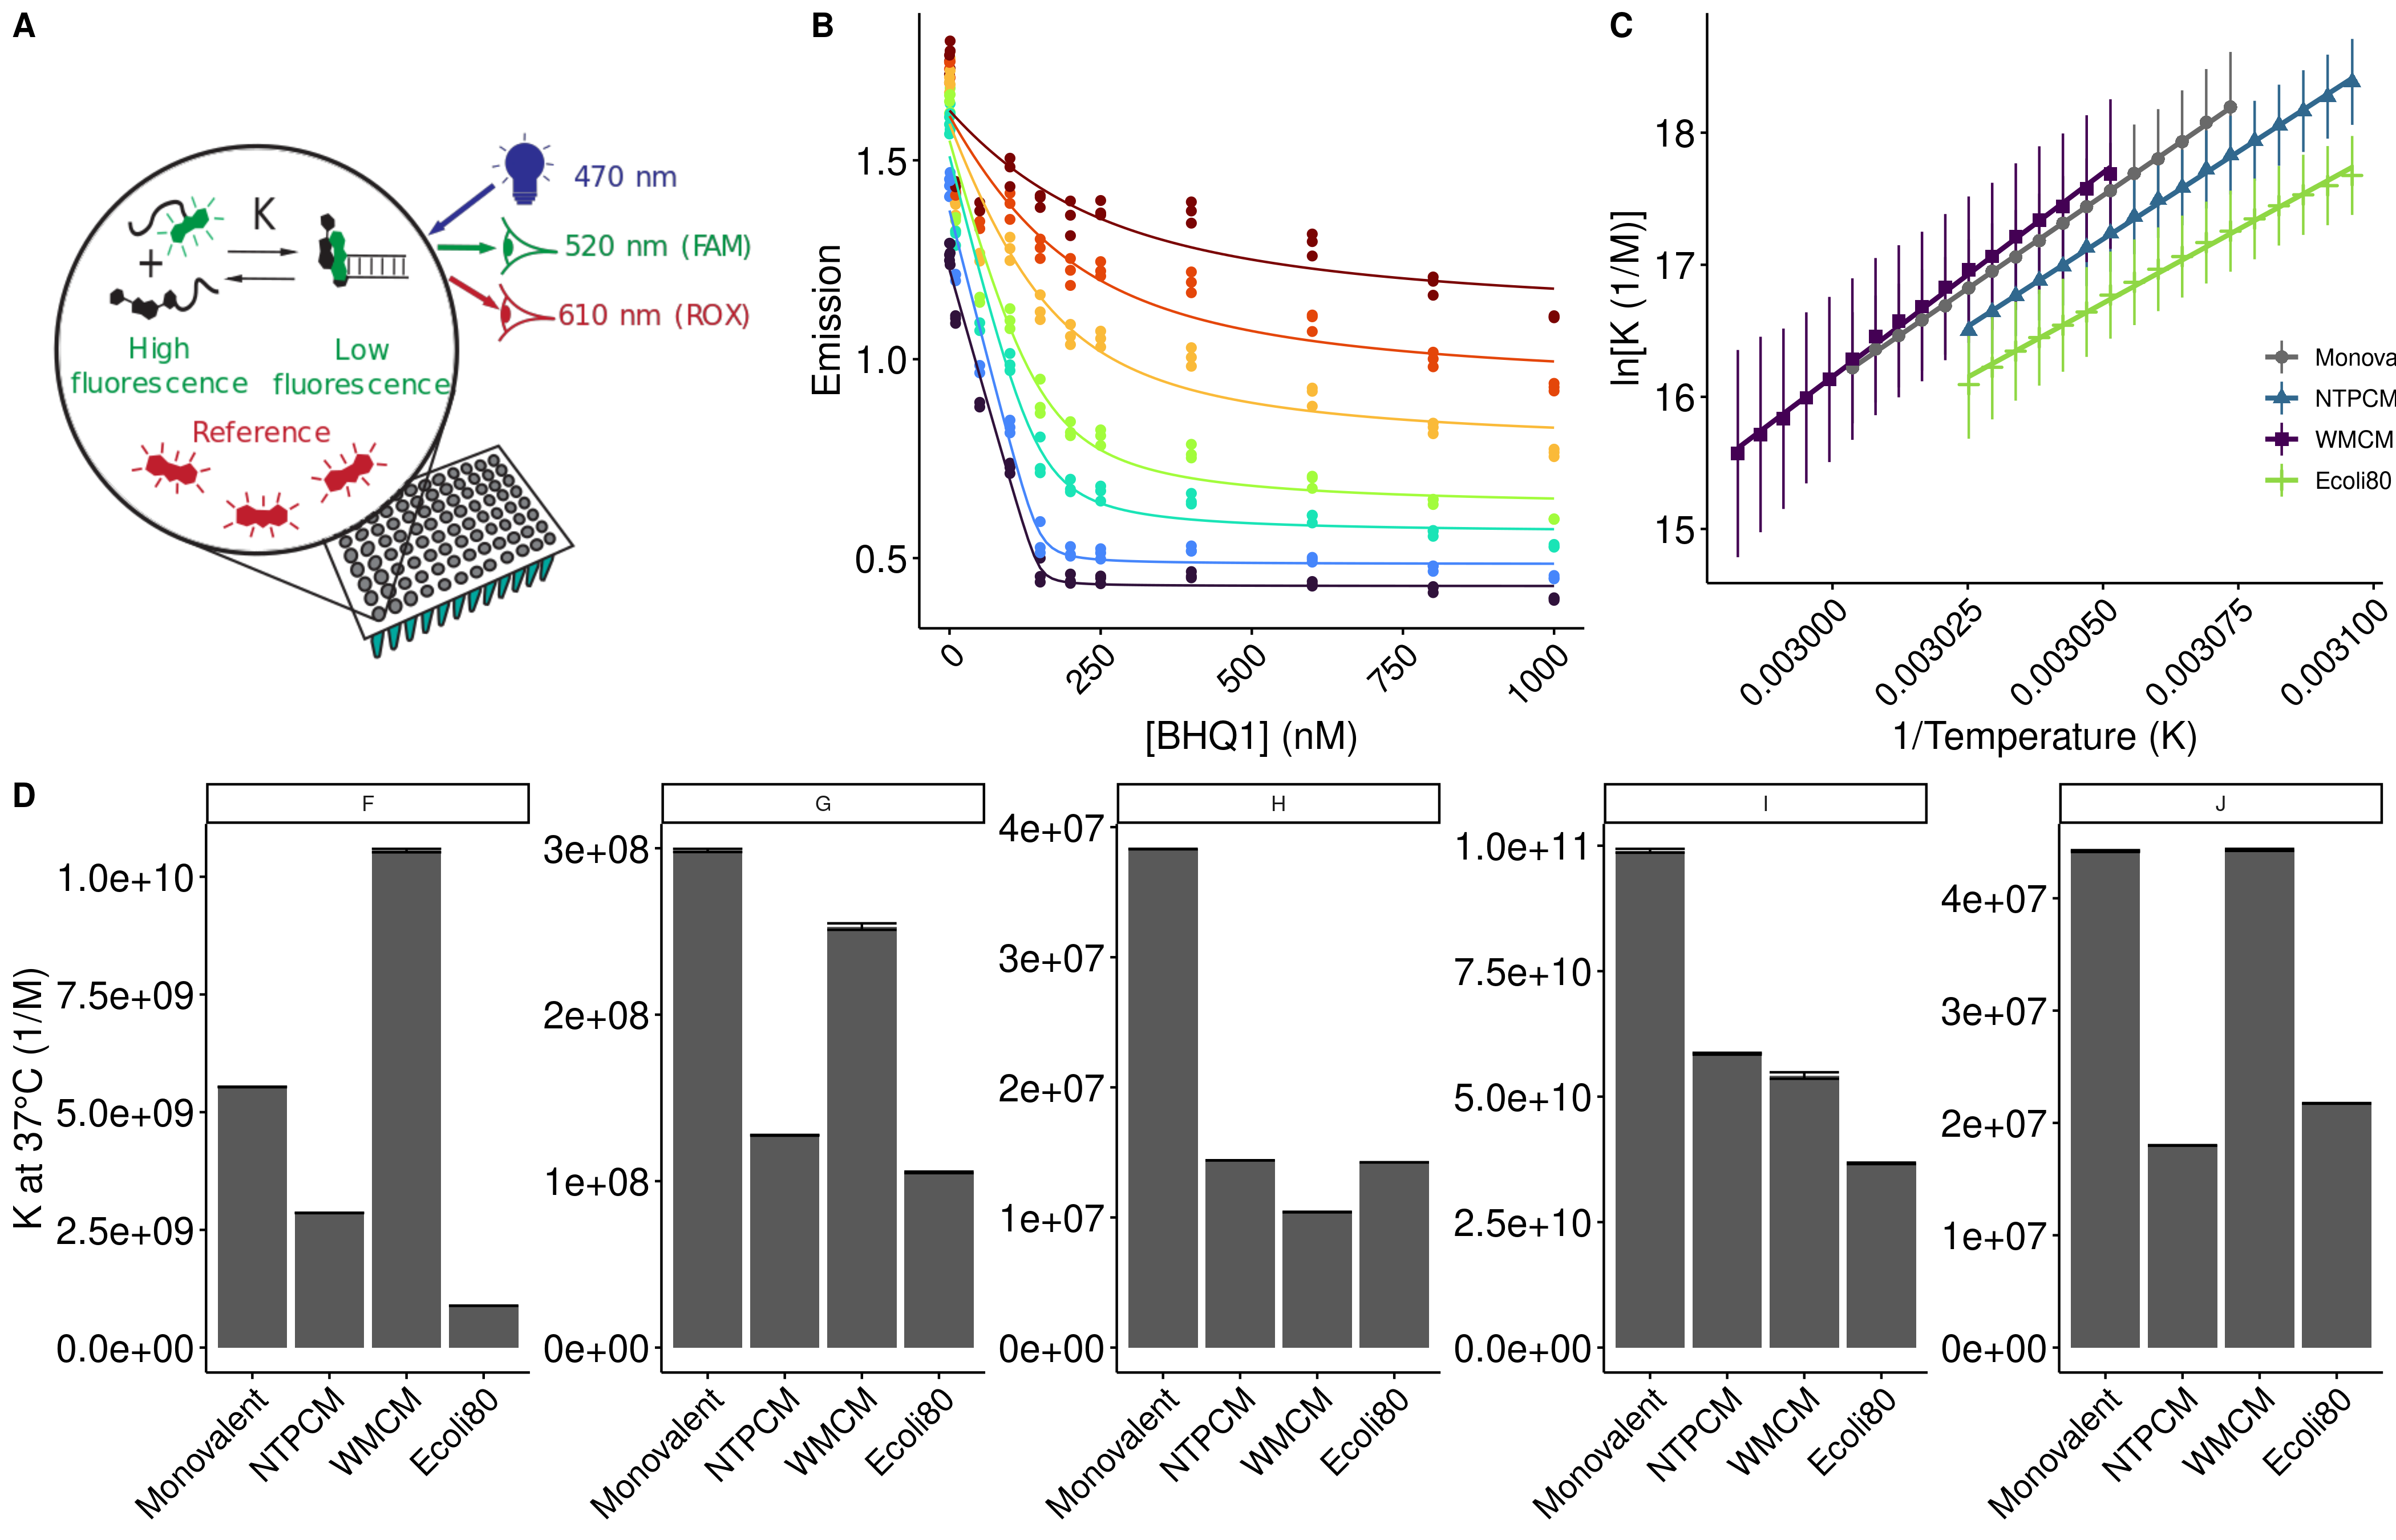 A
K
+
High
fluorescence
Low
fluorescence
Reference
470 nm
520 nm (FAM)
610 nm (ROX)
B
Emission
1.5
1.0
0.5
0
250
500
750
1000
[BHQ1] (nM)
C
ln[K (1/M)]
18
17
16
15
0.003000
0.003025
0.003050
0.003075
0.003100
1/Temperature (K)
Monova
NTPCM
WMCM
Ecoli80
D
K at 37°C (1/M)
F
1.0e+10
7.5e+09
5.0e+09
2.5e+09
0.0e+00
Monovalent
NTPCM
WMCM
Ecoli80
G
3e+08
2e+08
1e+08
0e+00
Monovalent
NTPCM
WMCM
Ecoli80
H
4e+07
3e+07
2e+07
1e+07
0e+00
Monovalent
NTPCM
WMCM
Ecoli80
I
1.0e+11
7.5e+10
5.0e+10
2.5e+10
0.0e+00
Monovalent
NTPCM
WMCM
Ecoli80
J
4e+07
3e+07
2e+07
1e+07
0e+00
Monovalent
NTPCM
WMCM
Ecoli80